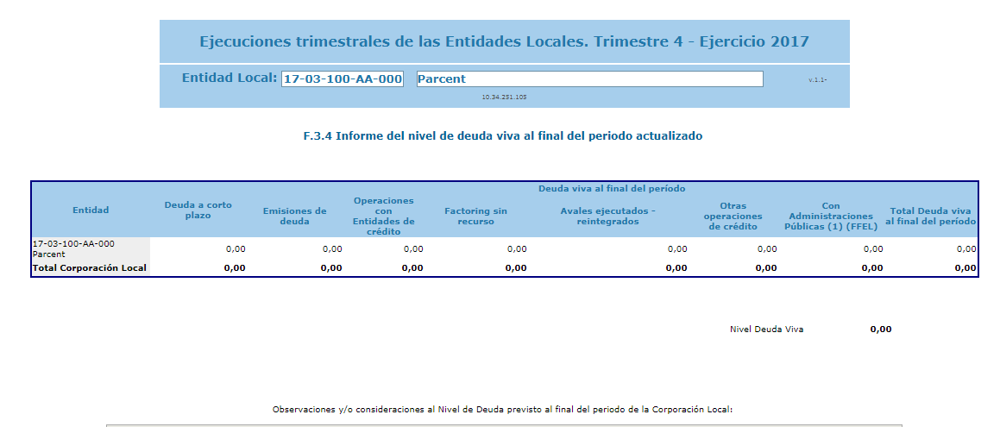 Ejecuciones trimestrales de las Entidades Locales. Trimestre 4 - Ejercicio 2017
Entidad Local: 17-03-100-AA-000 Parcent v.1.1-
10.34.251.105
F.3.4 Informe del nivel de deuda viva al final del periodo actualizado
Deuda viva al final del período
Entidad
Deuda a corto
plazo
Emisiones de
deuda
Operaciones
con
Entidades de
crédito
Factoring sin
recurso
Avales ejecutados -
reintegrados
Otras
operaciones
de crédito
Con
Administraciones
Públicas (1) (FFEL)
Total Deuda viva
al final del período
17-03-100-AA-000
Parcent
0,00 0,00 0,00 0,00 0,00 0,00 0,00 0,00
Total Corporación Local 0,00 0,00 0,00 0,00 0,00 0,00 0,00 0,00
Nivel Deuda Viva 0,00
Observaciones y/o consideraciones al Nivel de Deuda previsto al final del periodo de la Corporación Local: